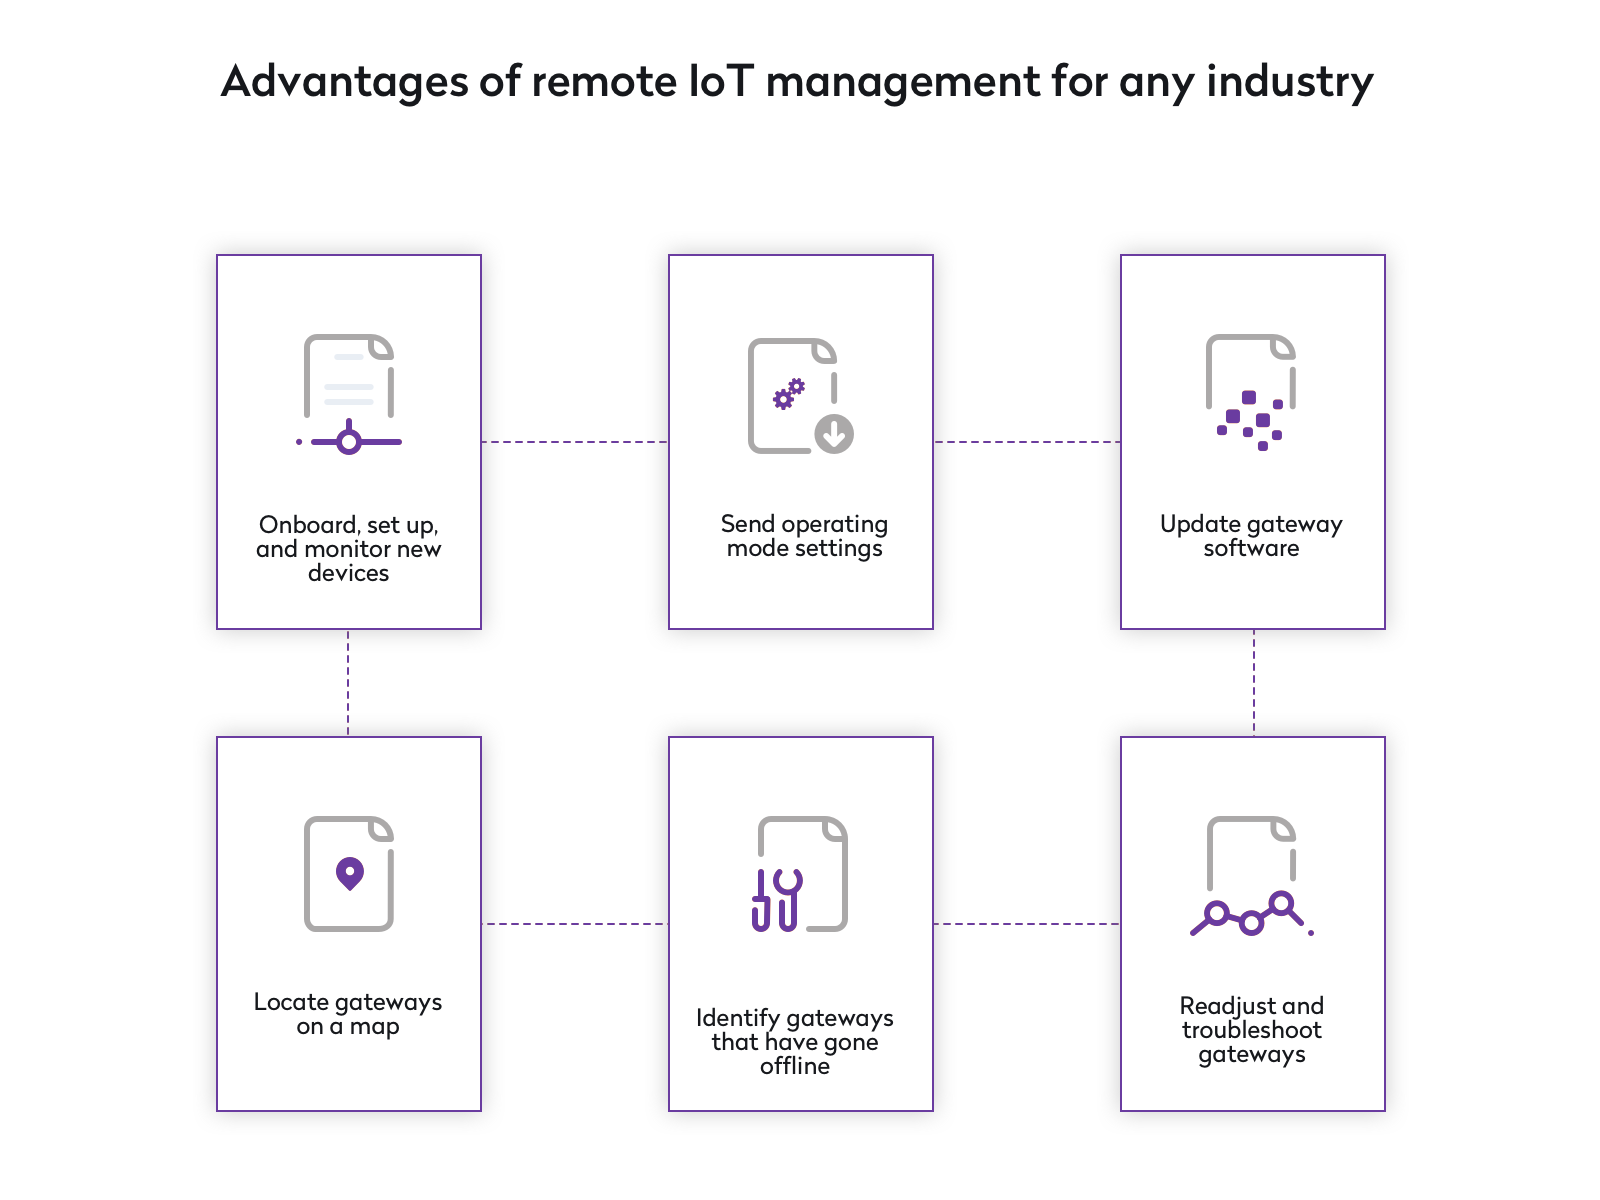 Advantages of remote IoT management for any industry
Onboard, set up,
and monitor new
devices
Send operating
mode settings
Update gateway
software
Locate gateways
on a map
Identify gateways
that have gone
offline
Readjust and
troubleshoot
gateways